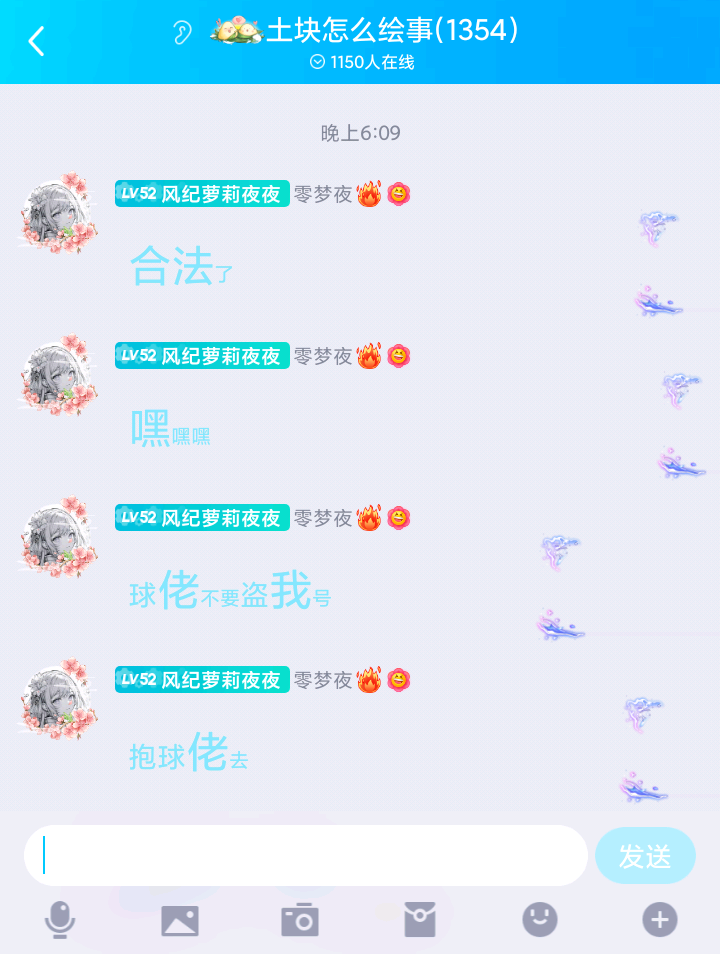 土块怎么绘事(1354)
1150人在线
晚上6:09
LV52 风纪萝莉夜夜 零梦夜
合法了
LV52 风纪萝莉夜夜 零梦夜
嘿嘿嘿
LV52 风纪萝莉夜夜 零梦夜
球佬不要盗我号
LV52 风纪萝莉夜夜 零梦夜
抱球佬去
发送